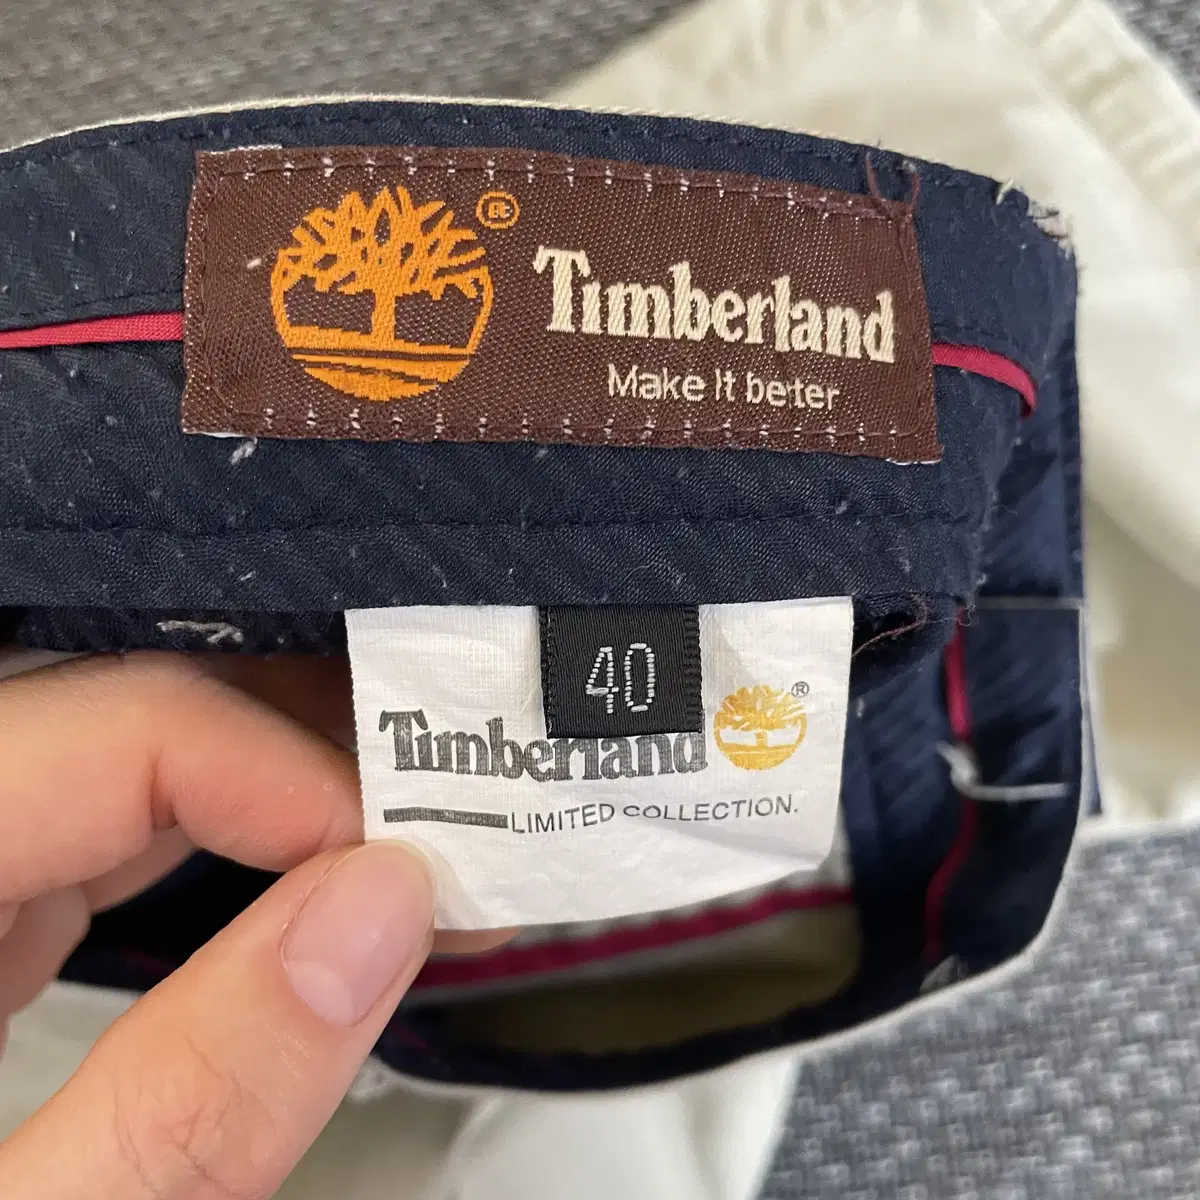 ®
Timberland
Make it better
40
Timberland ®
LIMITED COLLECTION.